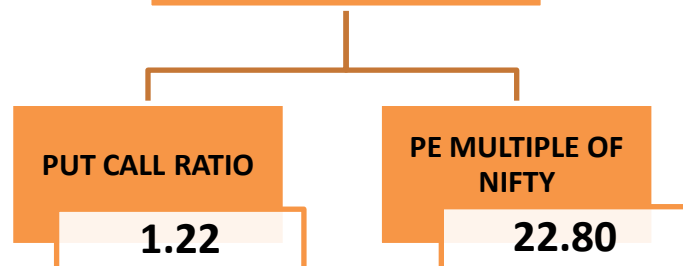 PUT CALL RATIO
1.22
PE MULTIPLE OF
NIFTY
22.80